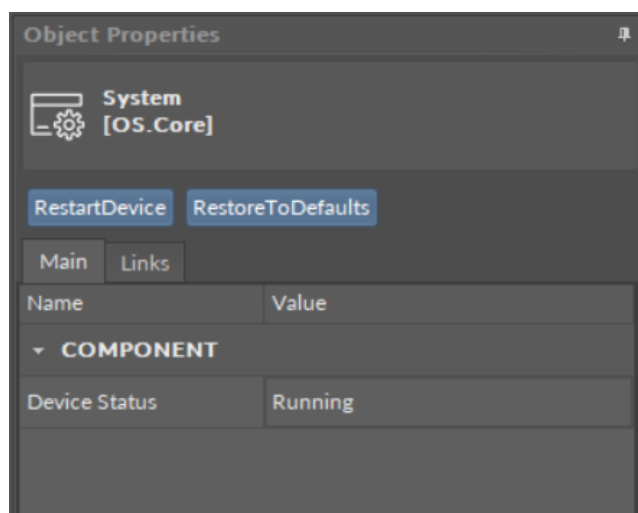 Object Properties
System
[OS.Core]
RestartDevice RestoreToDefaults
Main Links
Name Value
COMPONENT
Device Status Running